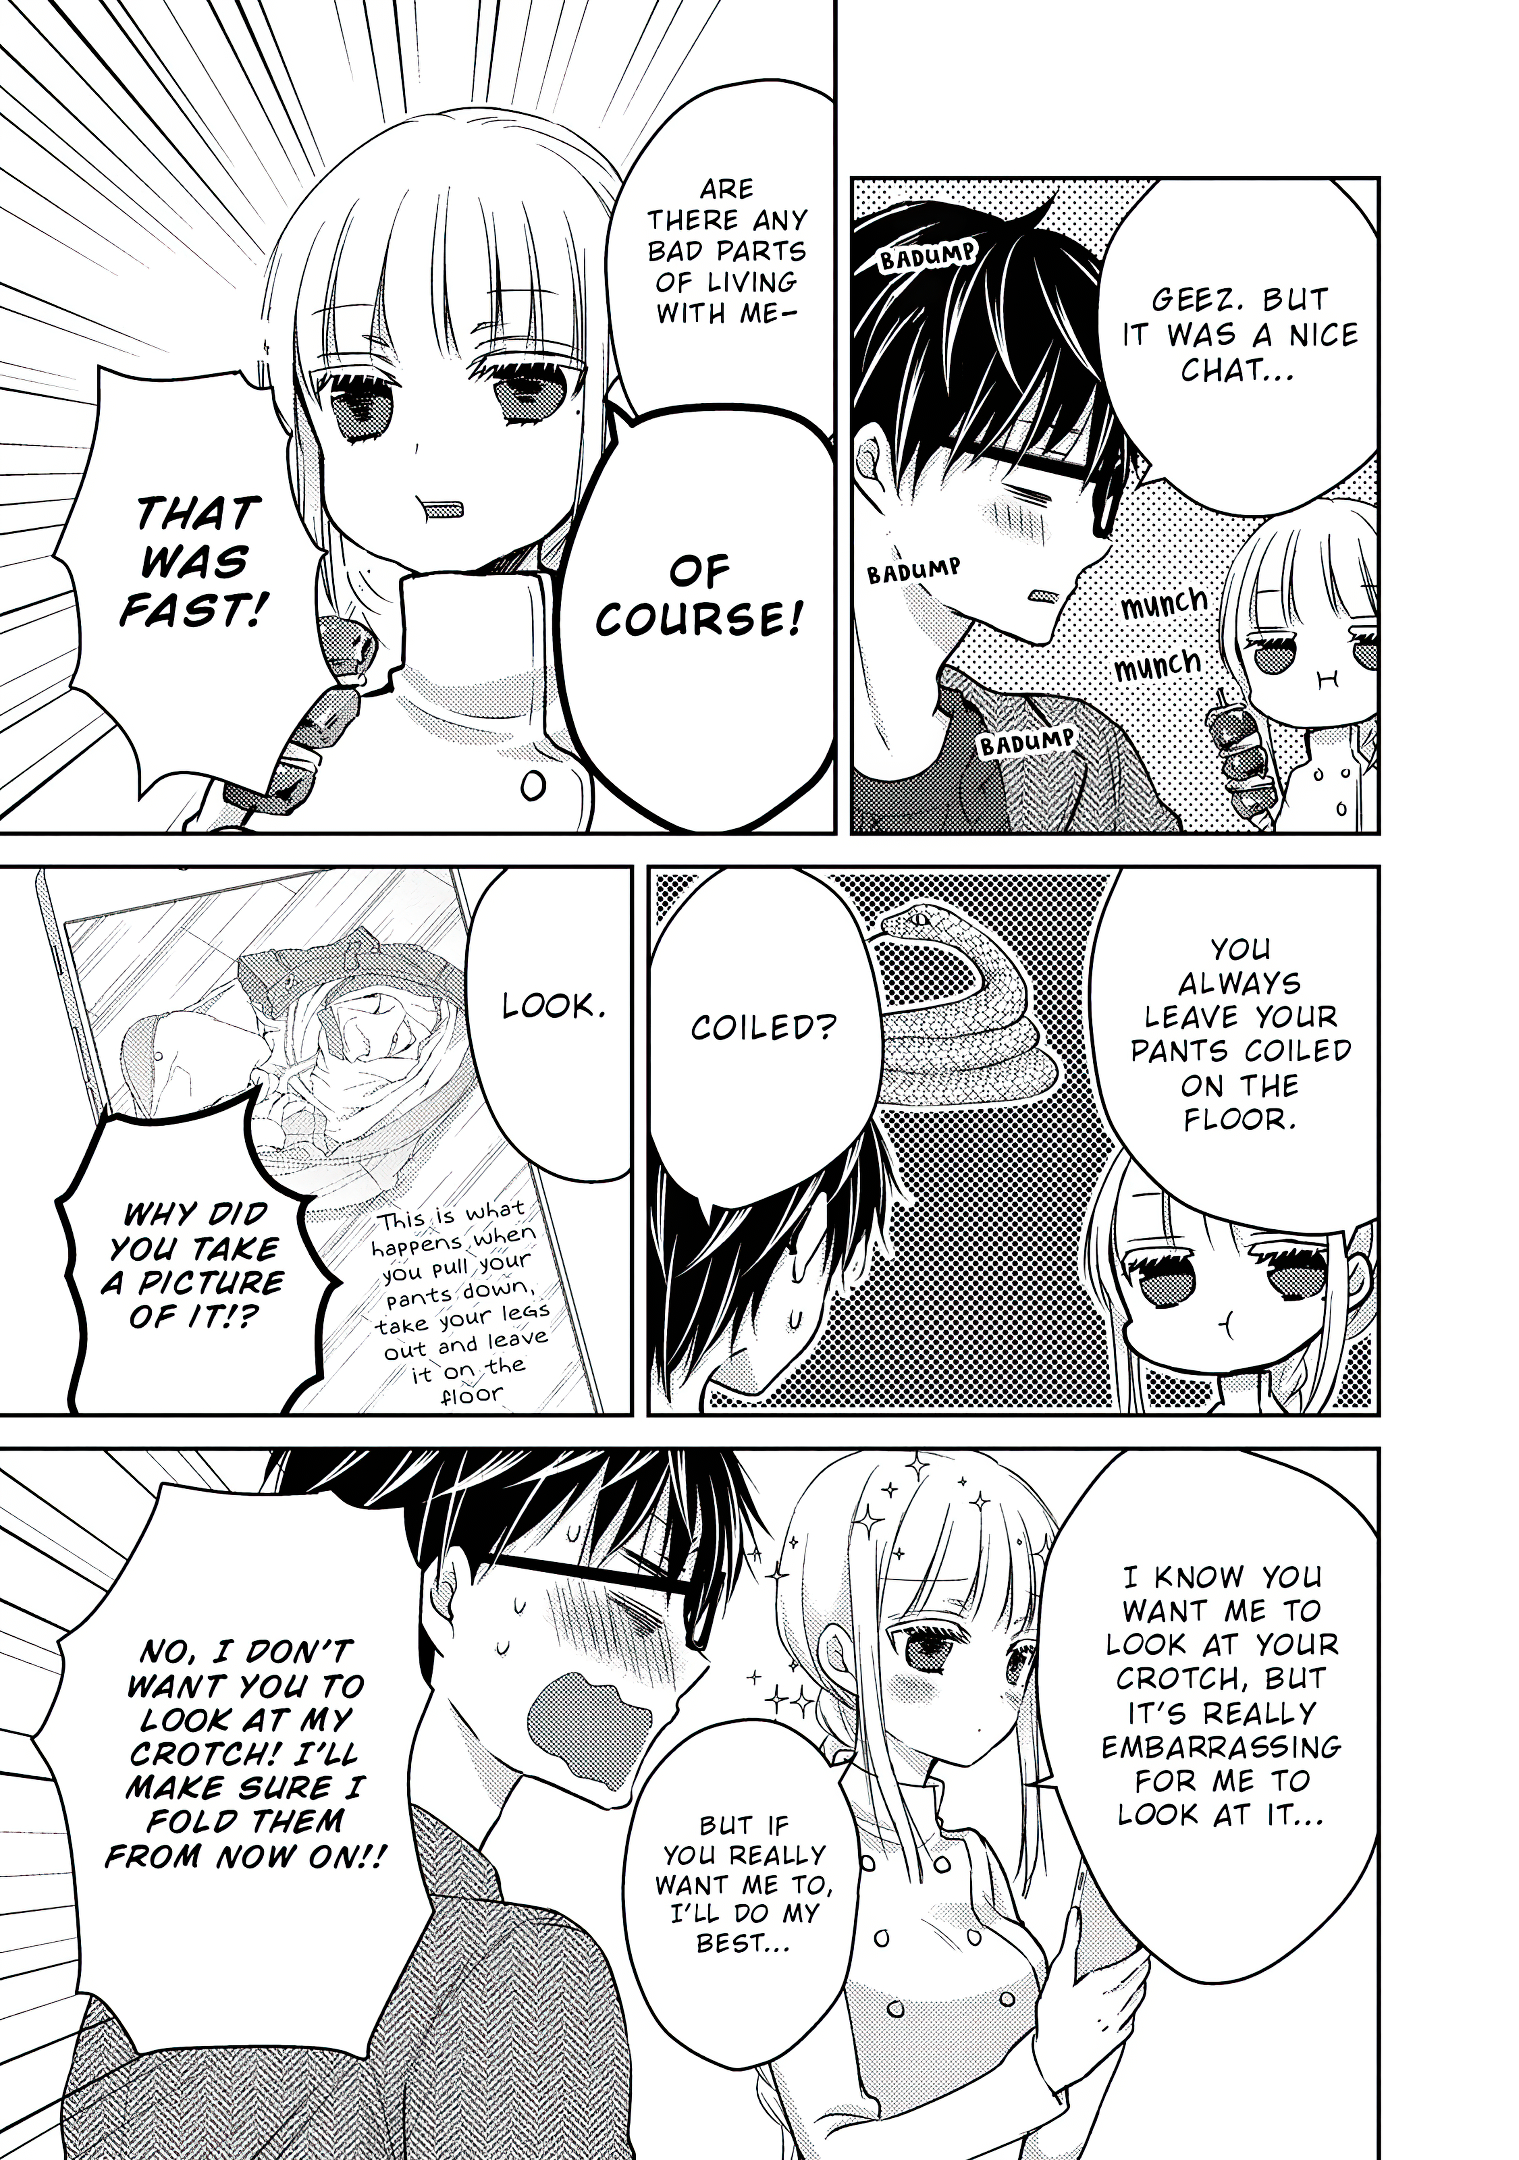 GEEZ. BUT
IT WAS A NICE
CHAT...
BADUMP
BADUMP
BADUMP
munch
munch
ARE
THERE ANY
BAD PARTS
OF LIVING
WITH ME-
OF
COURSE!
THAT
WAS
FAST!
YOU
ALWAYS
LEAVE YOUR
PANTS COILED
ON THE
FLOOR.
COILED?
LOOK.
This is what
happens when
you pull your
pants down,
take your legs
out and leave
it on the
floor
WHY DID
YOU TAKE
A PICTURE
OF IT!?
I KNOW YOU
WANT ME TO
LOOK AT YOUR
CROTCH, BUT
IT'S REALLY
EMBARRASSING
FOR ME TO
LOOK AT IT...
BUT IF
YOU REALLY
WANT ME TO,
I'LL DO MY
BEST...
NO, I DON'T
WANT YOU TO
LOOK AT MY
CROTCH! I'LL
MAKE SURE I
FOLD THEM
FROM NOW ON!!